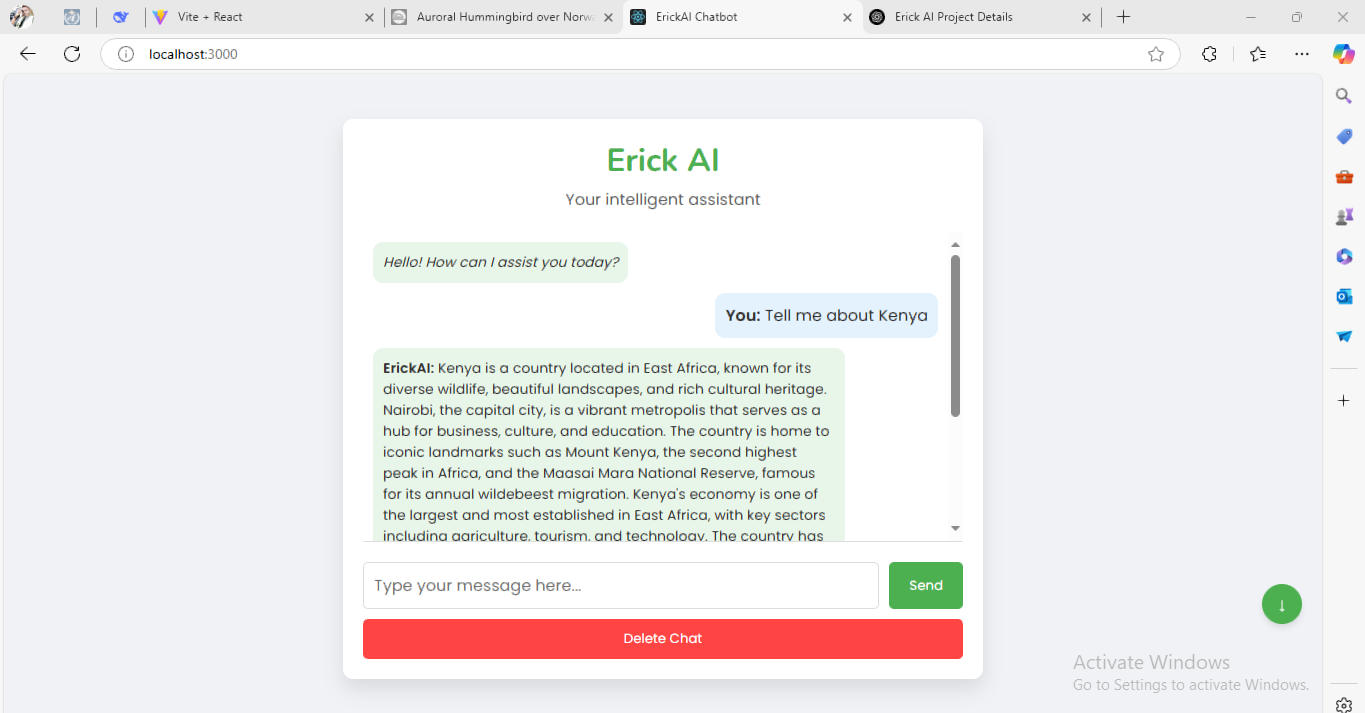 Vite + React
Auroral Hummingbird over Norwa
ErickAI Chatbot
Erick AI Project Details
localhost:3000
Erick AI
Your intelligent assistant
Hello! How can I assist you today?
You: Tell me about Kenya
ErickAI: Kenya is a country located in East Africa, known for its
diverse wildlife, beautiful landscapes, and rich cultural heritage.
Nairobi, the capital city, is a vibrant metropolis that serves as a
hub for business, culture, and education. The country is home to
iconic landmarks such as Mount Kenya, the second highest
peak in Africa, and the Maasai Mara National Reserve, famous
for its annual wildebeest migration. Kenya's economy is one of
the largest and most established in East Africa, with key sectors
including agriculture, tourism, and technology. The country has
Type your message here...
Send
Delete Chat
Activate Windows
Go to Settings to activate Windows.